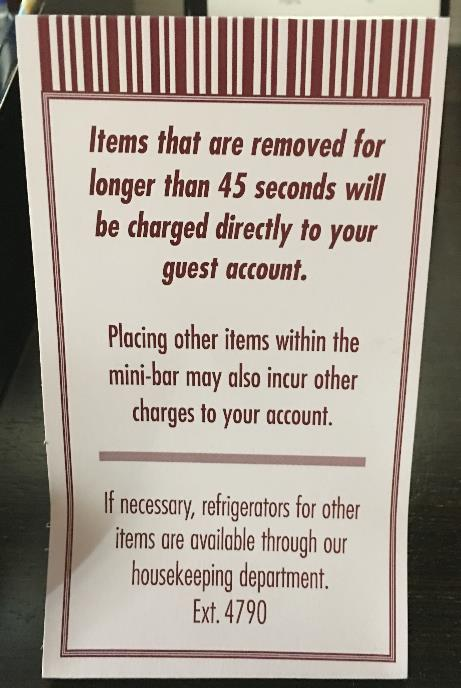 Items that are removed for
longer than 45 seconds will
be charged directly to your
guest account.
Placing other items within the
mini-bar may also incur other
charges to your account.
If necessary, refrigerators for other
items are available through our
housekeeping department.
Ext. 4790